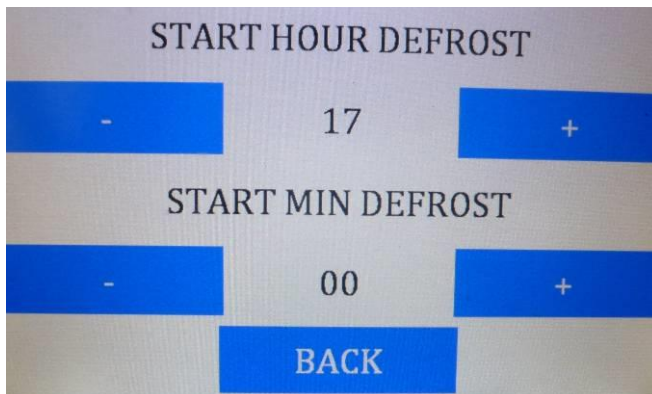 START HOUR DEFROST
- 17 +
START MIN DEFROST
- 00 +
BACK